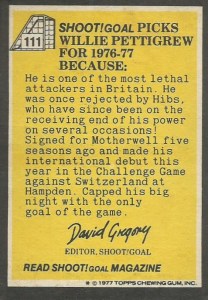 111
SHOOT!GOAL PICKS
WILLIE PETTIGREW
FOR 1976-77
BECAUSE:
He is one of the most lethal
attackers in Britain. He
was once rejected by Hibs,
who have since been on the
receiving end of his power
on several occasions!
Signed for Motherwell five
seasons ago and made his
international debut this
year in the Challenge Game
against Switzerland at
Hampden. Capped his big
night with the only
goal of the game.
David Gregory
EDITOR, SHOOT!GOAL
READ SHOOT!GOAL MAGAZINE
* © 1977 TOPPS CHEWING GUM, INC.